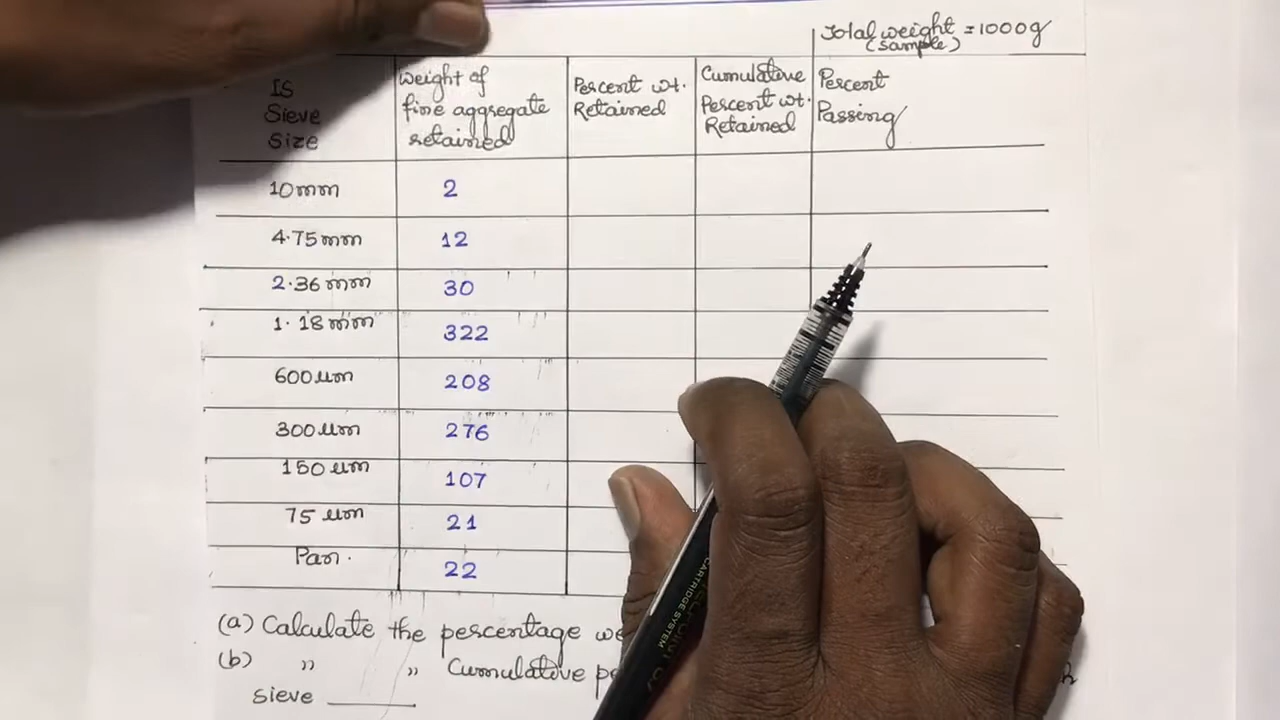 Total weight = 1000g
(sample)
IS Sieve Size | Weight of fine aggregate retained | Percent wt. Retained | Cumulative Percent wt. Retained | Percent Passing
10mm 2
4.75mm 12
2.36mm 30
1.18mm 322
600um 208
300um 276
150um 107
75um 21
Pan. 22
(a) Calculate the percentage
(b) " " Cumulative
sieve
CARTRIDGE SYSTEM